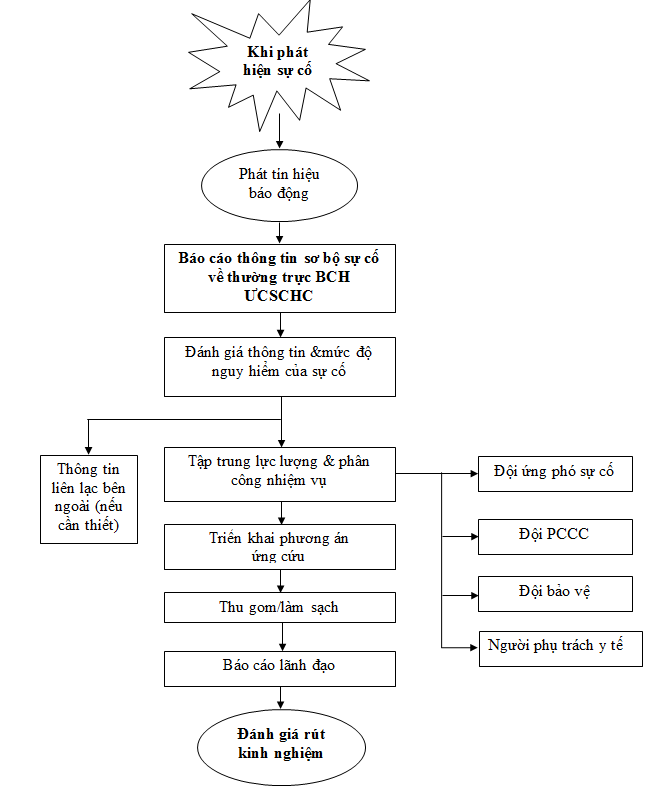 Khi phát
hiện sự cố
Phát tín hiệu
báo động
Báo cáo thông tin sơ bộ sự cố
về thường trực BCH
ƯCSCHC
Đánh giá thông tin &mức độ
nguy hiểm của sự cố
Thông tin
liên lạc bên
ngoài (nếu
cần thiết)
Tập trung lực lượng & phân
công nhiệm vụ
Đội ứng phó sự cố
Đội PCCC
Đội bảo vệ
Người phụ trách y tế
Triển khai phương án
ứng cứu
Thu gom/làm sạch
Báo cáo lãnh đạo
Đánh giá rút
kinh nghiệm